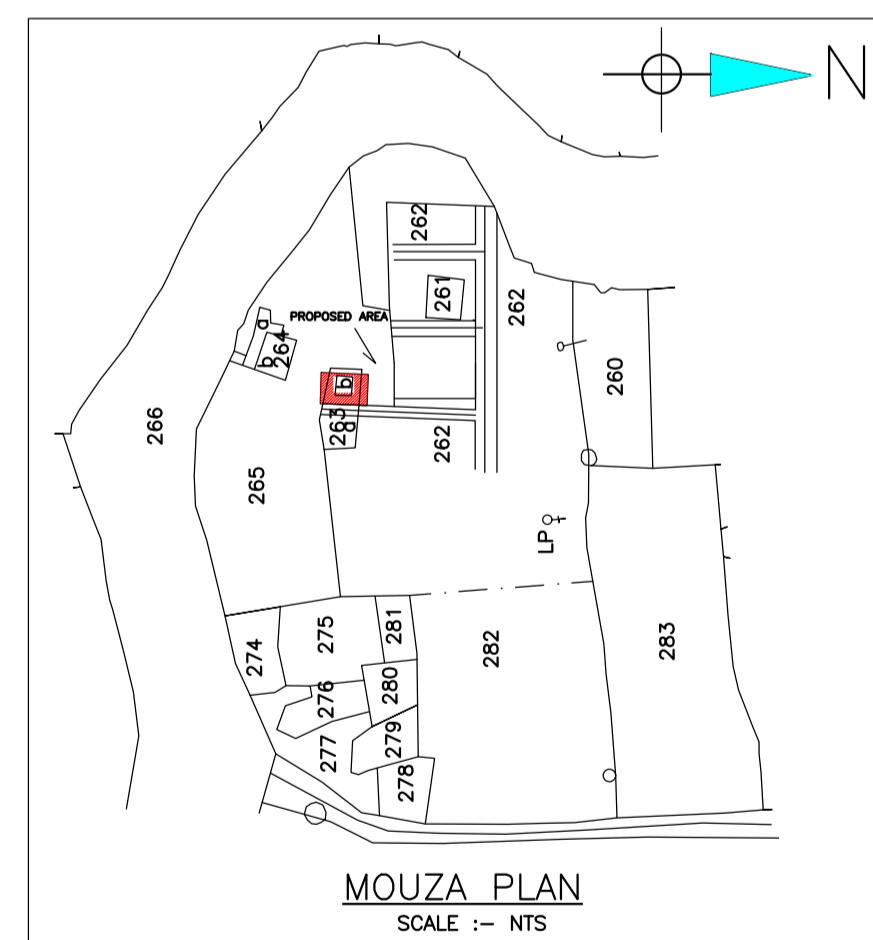 N
262
261
262
PROPOSED AREA
a
264
b
b
260
263
a
262
266
265
LP
281
275
274
282
283
280
276
279
277
278
MOUZA PLAN
SCALE :- NTS